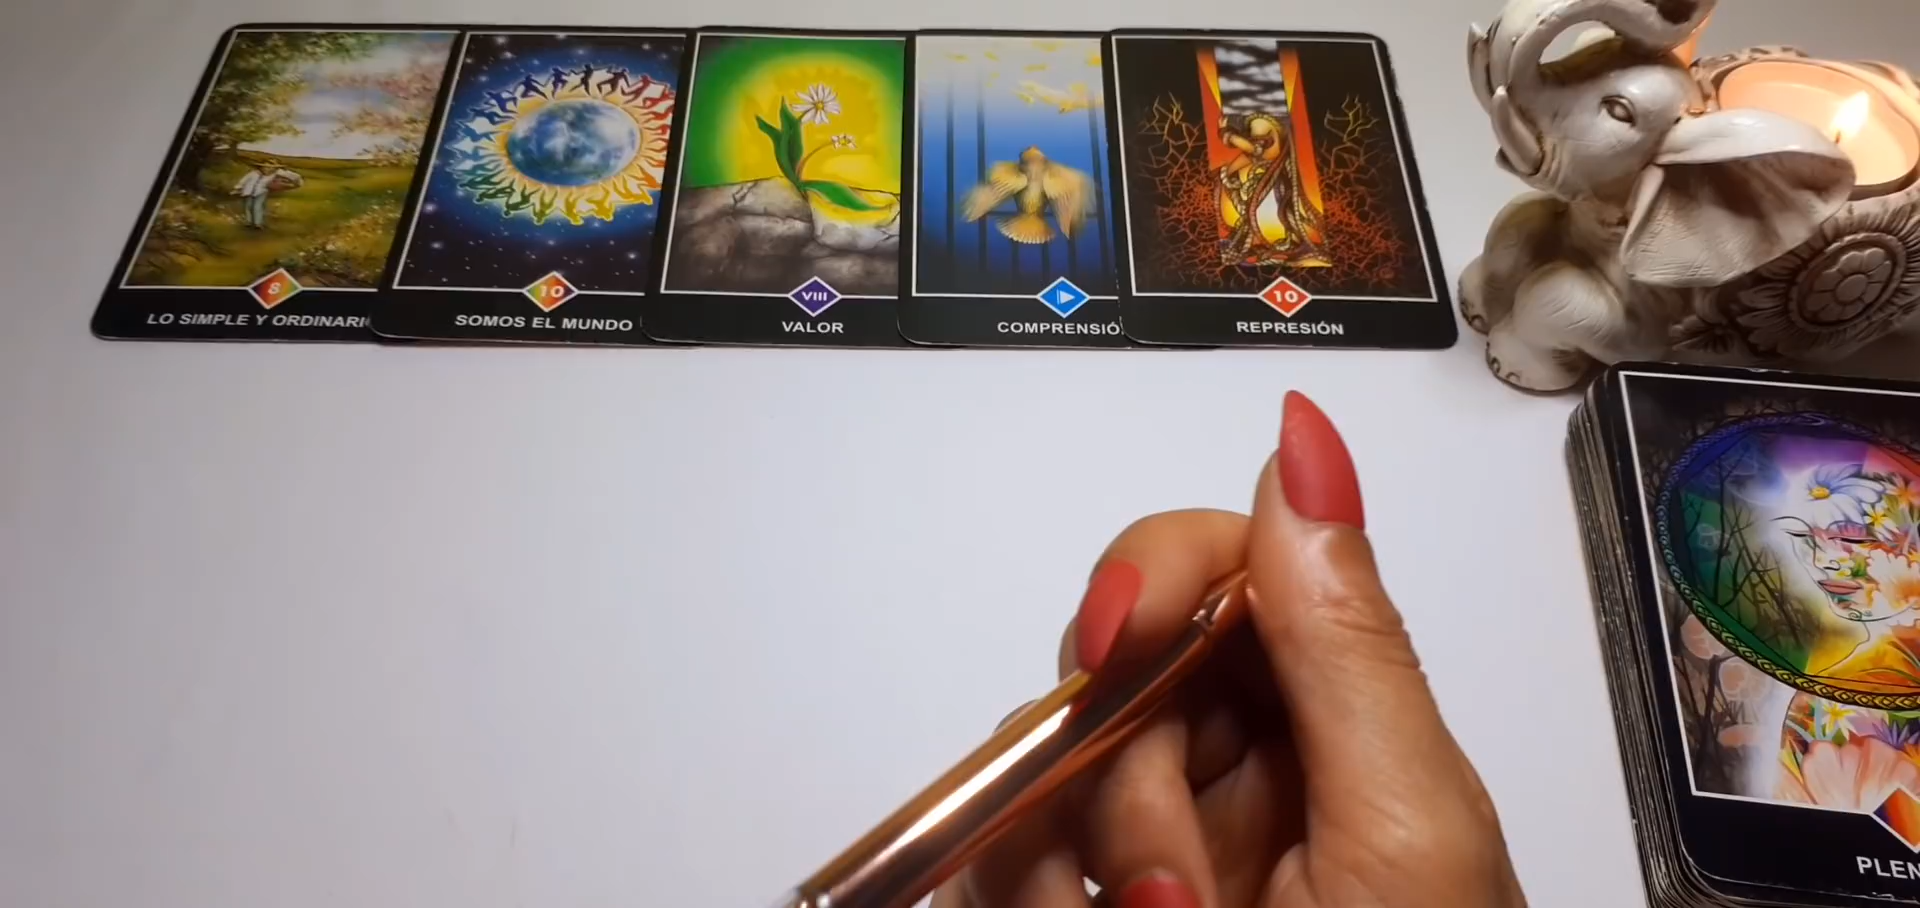 8
LO SIMPLE Y ORDINARI
10
SOMOS EL MUNDO
VIII
VALOR
COMPRENSIÓ
10
REPRESIÓN
PLEN